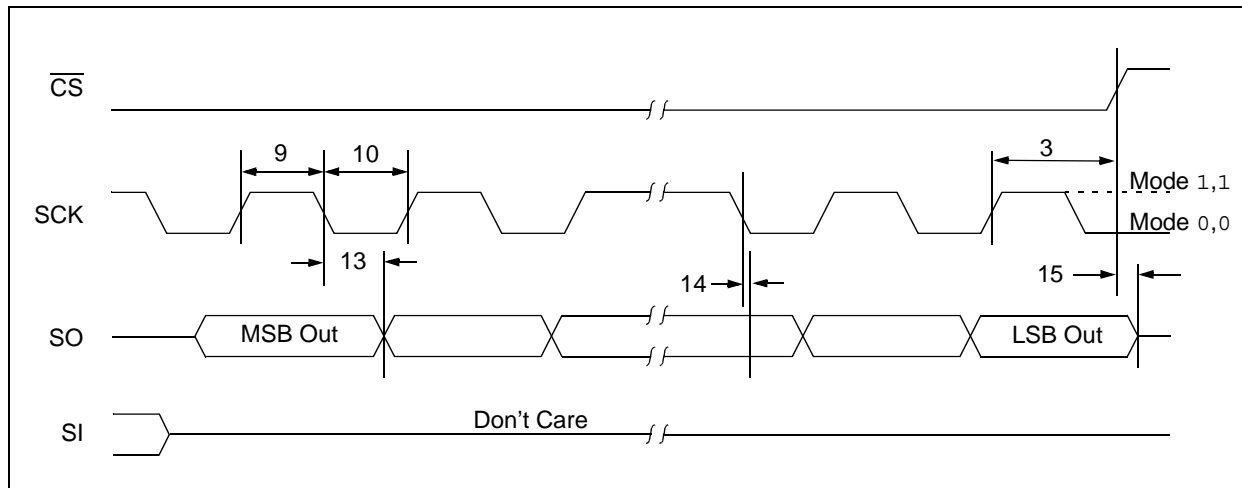 CS
9
10
3
Mode 1,1
SCK
Mode 0,0
13
14
15
SO
MSB Out
LSB Out
Don't Care
SI